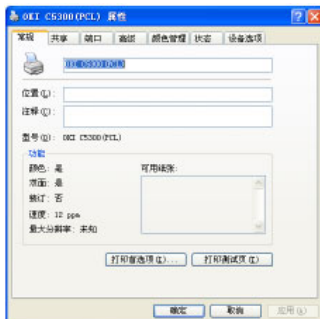 OKI C5300(PCL) 属性
常规 共享 端口 高级 颜色管理 状态 设备选项
OKI C5300(PCL)
位置(L):
注释(C):
型号(O): OKI C5300(PCL)
功能
颜色: 是 可用纸张:
双面: 是
装订: 否
速度: 12 ppm
最大分辨率: 未知
打印首选项(I)... 打印测试页(T)
确定 取消 应用(A)